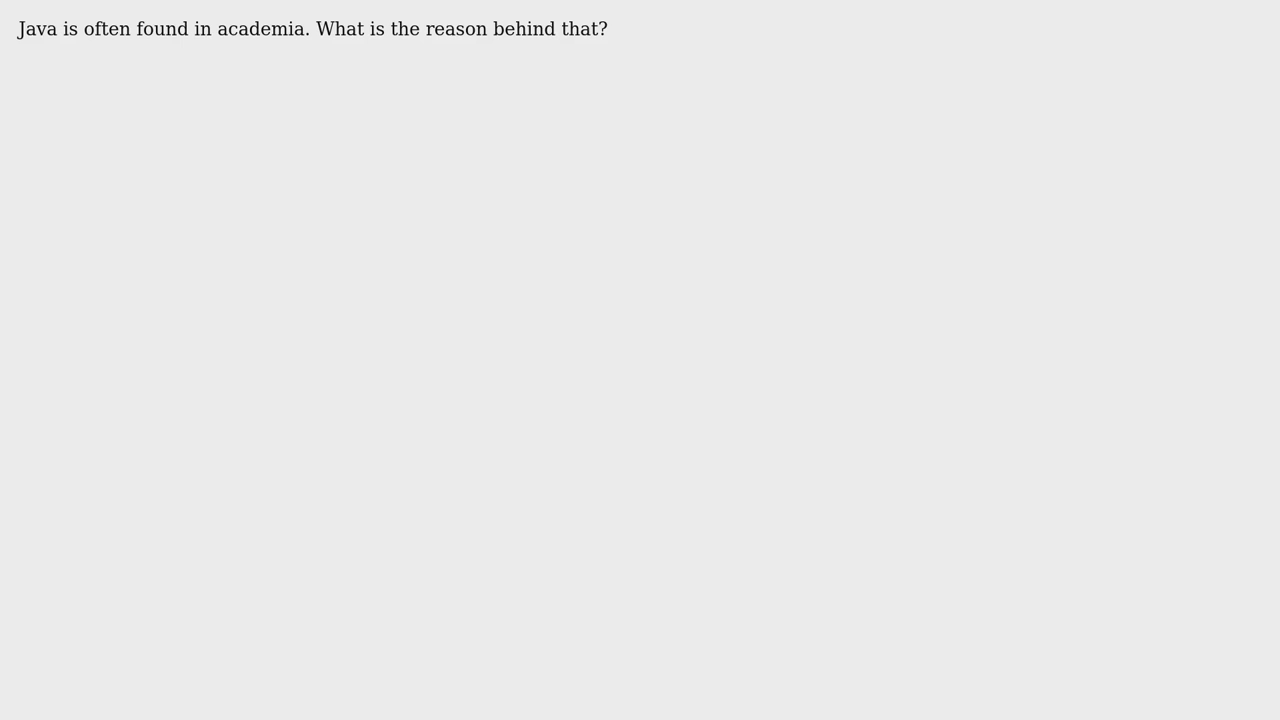 Java is often found in academia. What is the reason behind that?